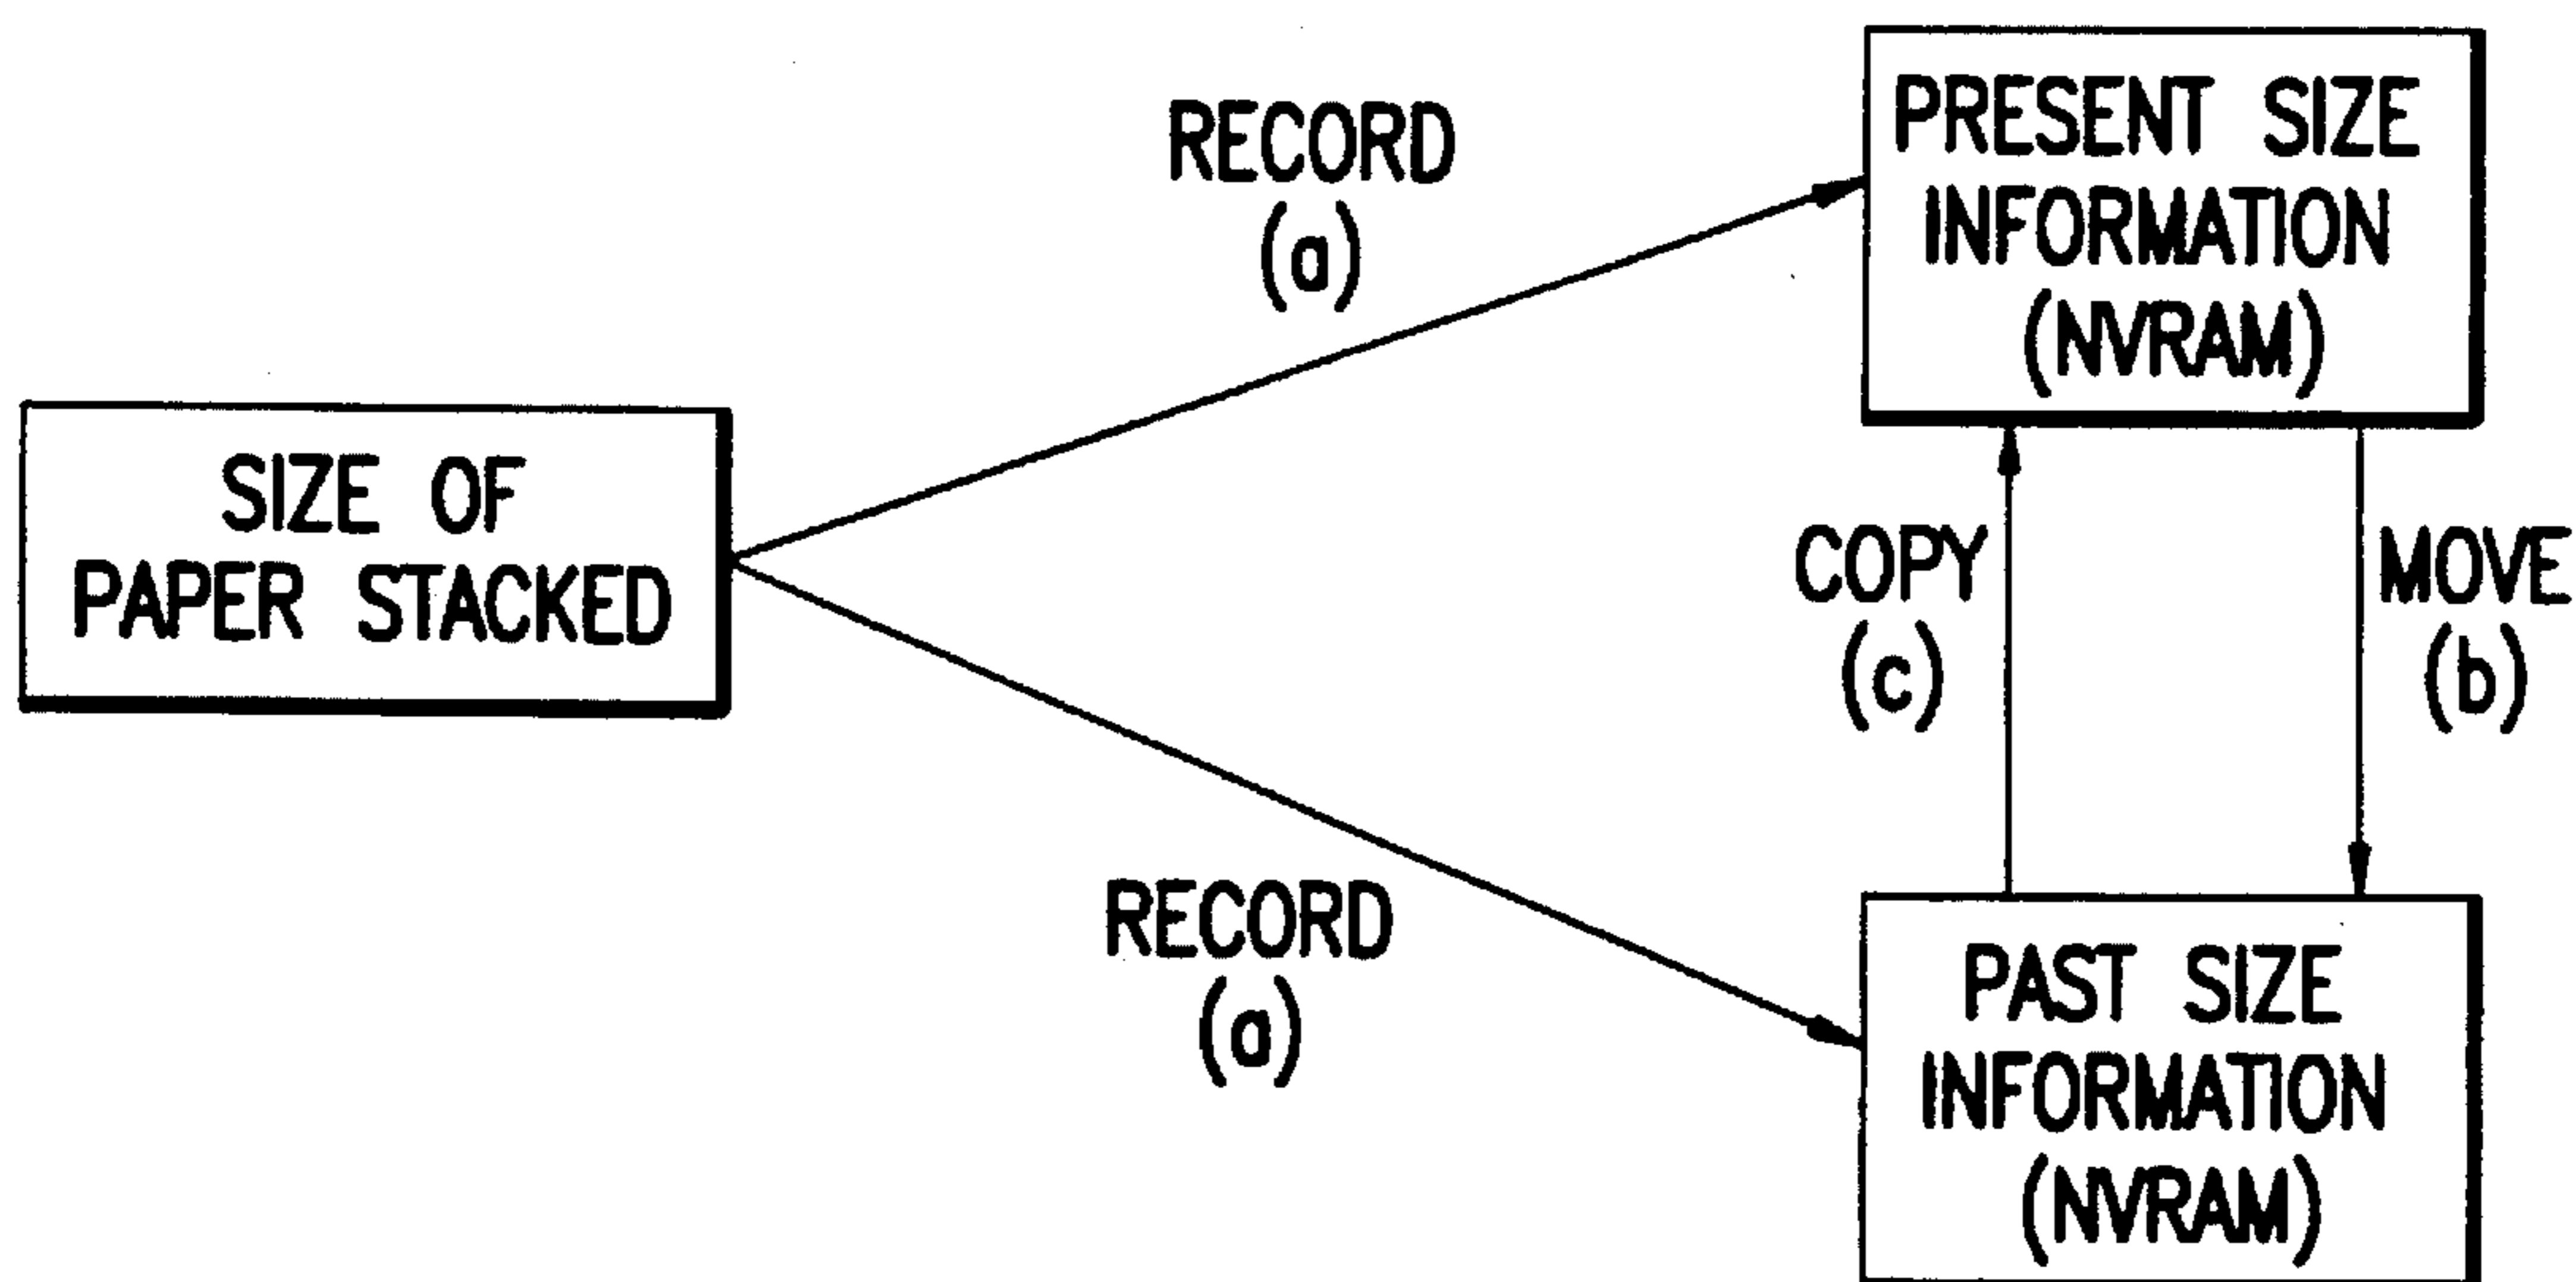 RECORD
(a)
PRESENT SIZE
INFORMATION
(NVRAM)
SIZE OF
PAPER STACKED
COPY
(c)
MOVE
(b)
RECORD
(a)
PAST SIZE
INFORMATION
(NVRAM)